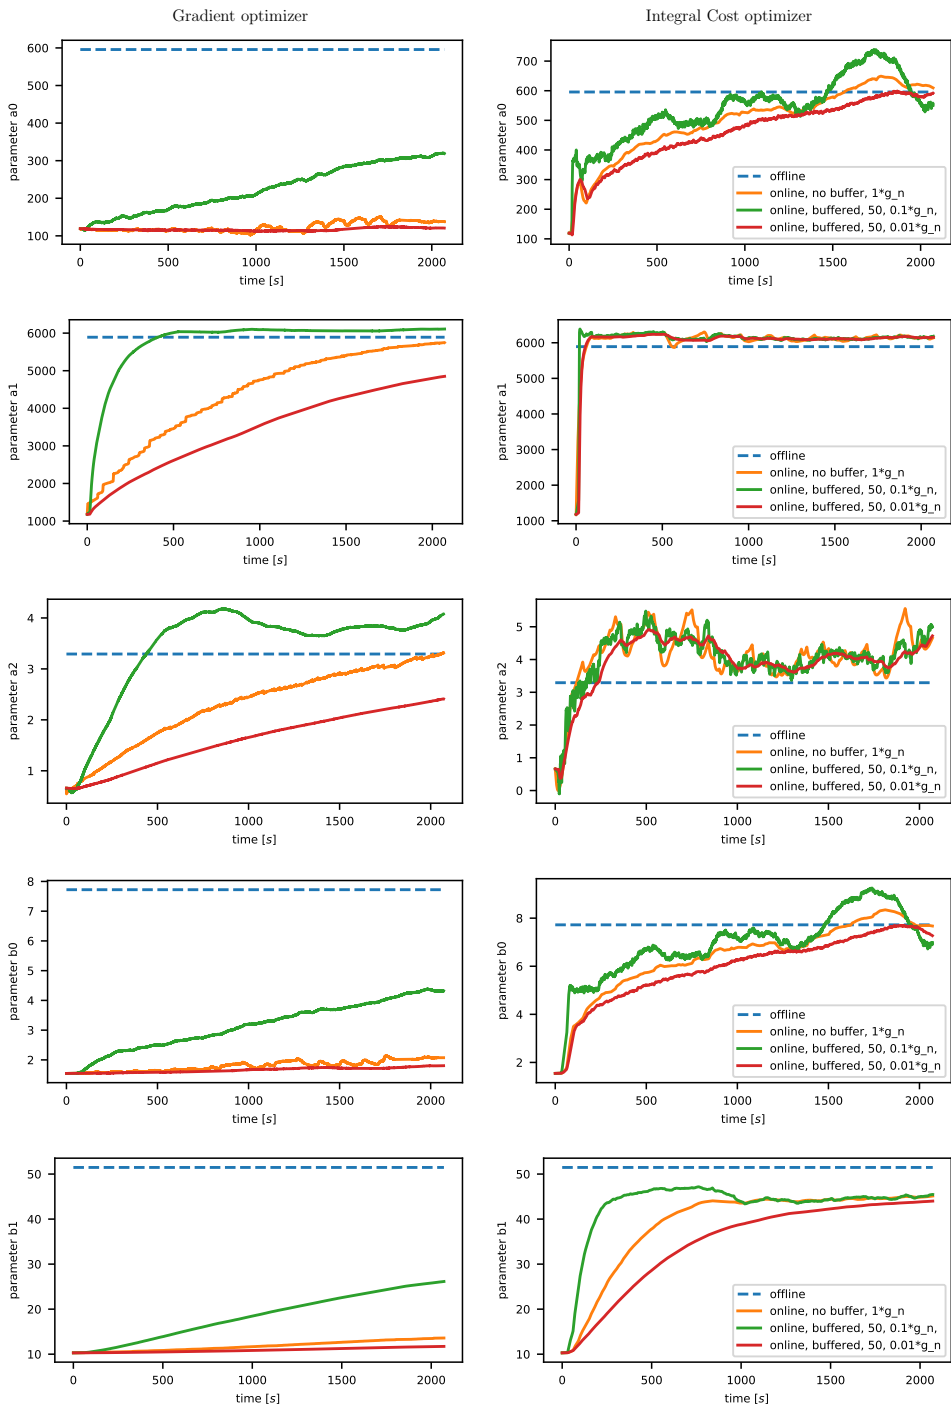 Gradient optimizer
Integral Cost optimizer
600
500
400
300
200
100
parameter a0
0 500 1000 1500 2000
time [s]
700
600
500
400
300
200
100
parameter a0
offline
online, no buffer, 1*g_n
online, buffered, 50, 0.1*g_n,
online, buffered, 50, 0.01*g_n
0 500 1000 1500 2000
time [s]
6000
5000
4000
3000
2000
1000
parameter a1
0 500 1000 1500 2000
time [s]
6000
5000
4000
3000
2000
1000
parameter a1
offline
online, no buffer, 1*g_n
online, buffered, 50, 0.1*g_n,
online, buffered, 50, 0.01*g_n
0 500 1000 1500 2000
time [s]
4
3
2
1
parameter a2
0 500 1000 1500 2000
time [s]
5
4
3
2
1
0
parameter a2
offline
online, no buffer, 1*g_n
online, buffered, 50, 0.1*g_n,
online, buffered, 50, 0.01*g_n
0 500 1000 1500 2000
time [s]
8
7
6
5
4
3
2
parameter b0
0 500 1000 1500 2000
time [s]
8
6
4
2
parameter b0
offline
online, no buffer, 1*g_n
online, buffered, 50, 0.1*g_n,
online, buffered, 50, 0.01*g_n
0 500 1000 1500 2000
time [s]
50
40
30
20
10
parameter b1
0 500 1000 1500 2000
time [s]
50
40
30
20
10
parameter b1
offline
online, no buffer, 1*g_n
online, buffered, 50, 0.1*g_n,
online, buffered, 50, 0.01*g_n
0 500 1000 1500 2000
time [s]